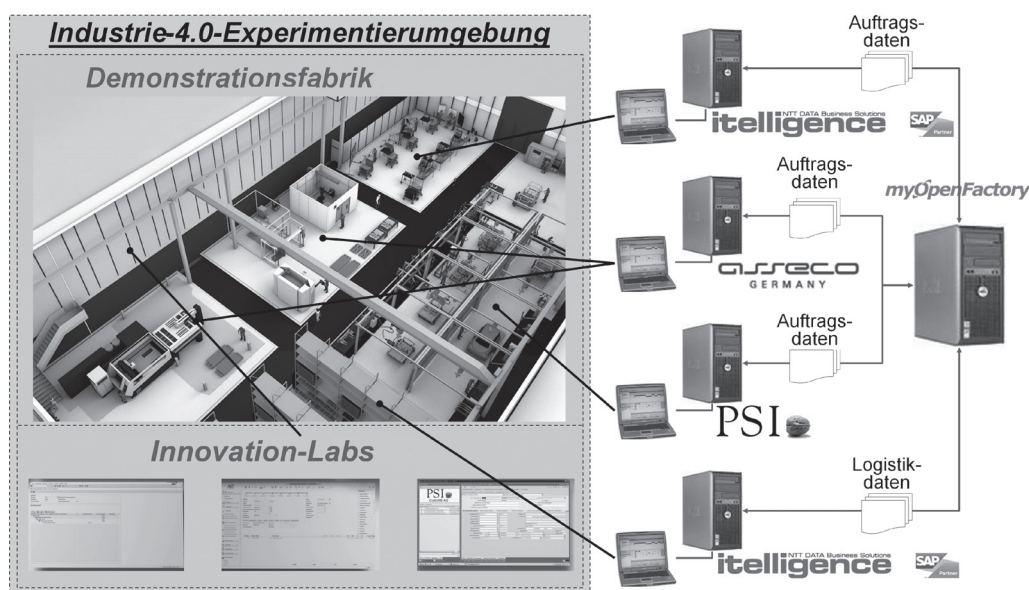 Industrie-4.0-Experimentierumgebung
Demonstrationsfabrik
Innovation-Labs
PSI
Auftrags-
daten
NTT DATA Business Solutions
itelligence
SAP
Partner
Auftrags-
daten
myOpenFactory
asseco
GERMANY
Auftrags-
daten
PSI
Logistik-
daten
NTT DATA Business Solutions
itelligence
SAP
Partner